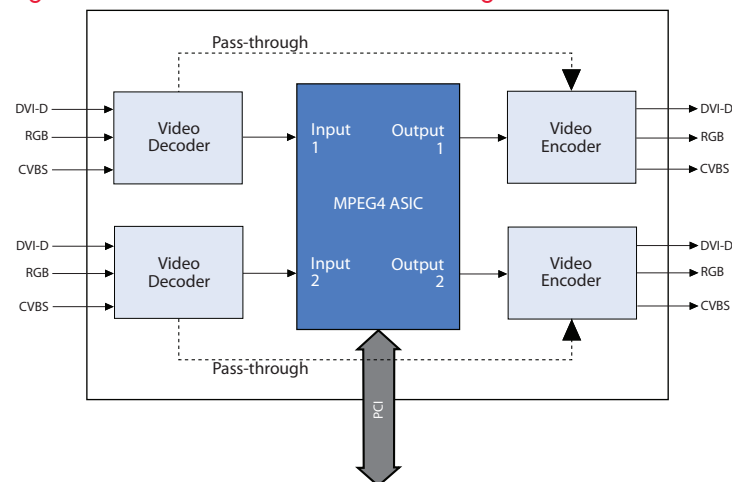 Pass-through
DVI-D
RGB
CVBS
Video
Decoder
Input
1
Output
1
Video
Encoder
DVI-D
RGB
CVBS
MPEG4 ASIC
DVI-D
RGB
CVBS
Video
Decoder
Input
2
Output
2
Video
Encoder
DVI-D
RGB
CVBS
Pass-through
PCI